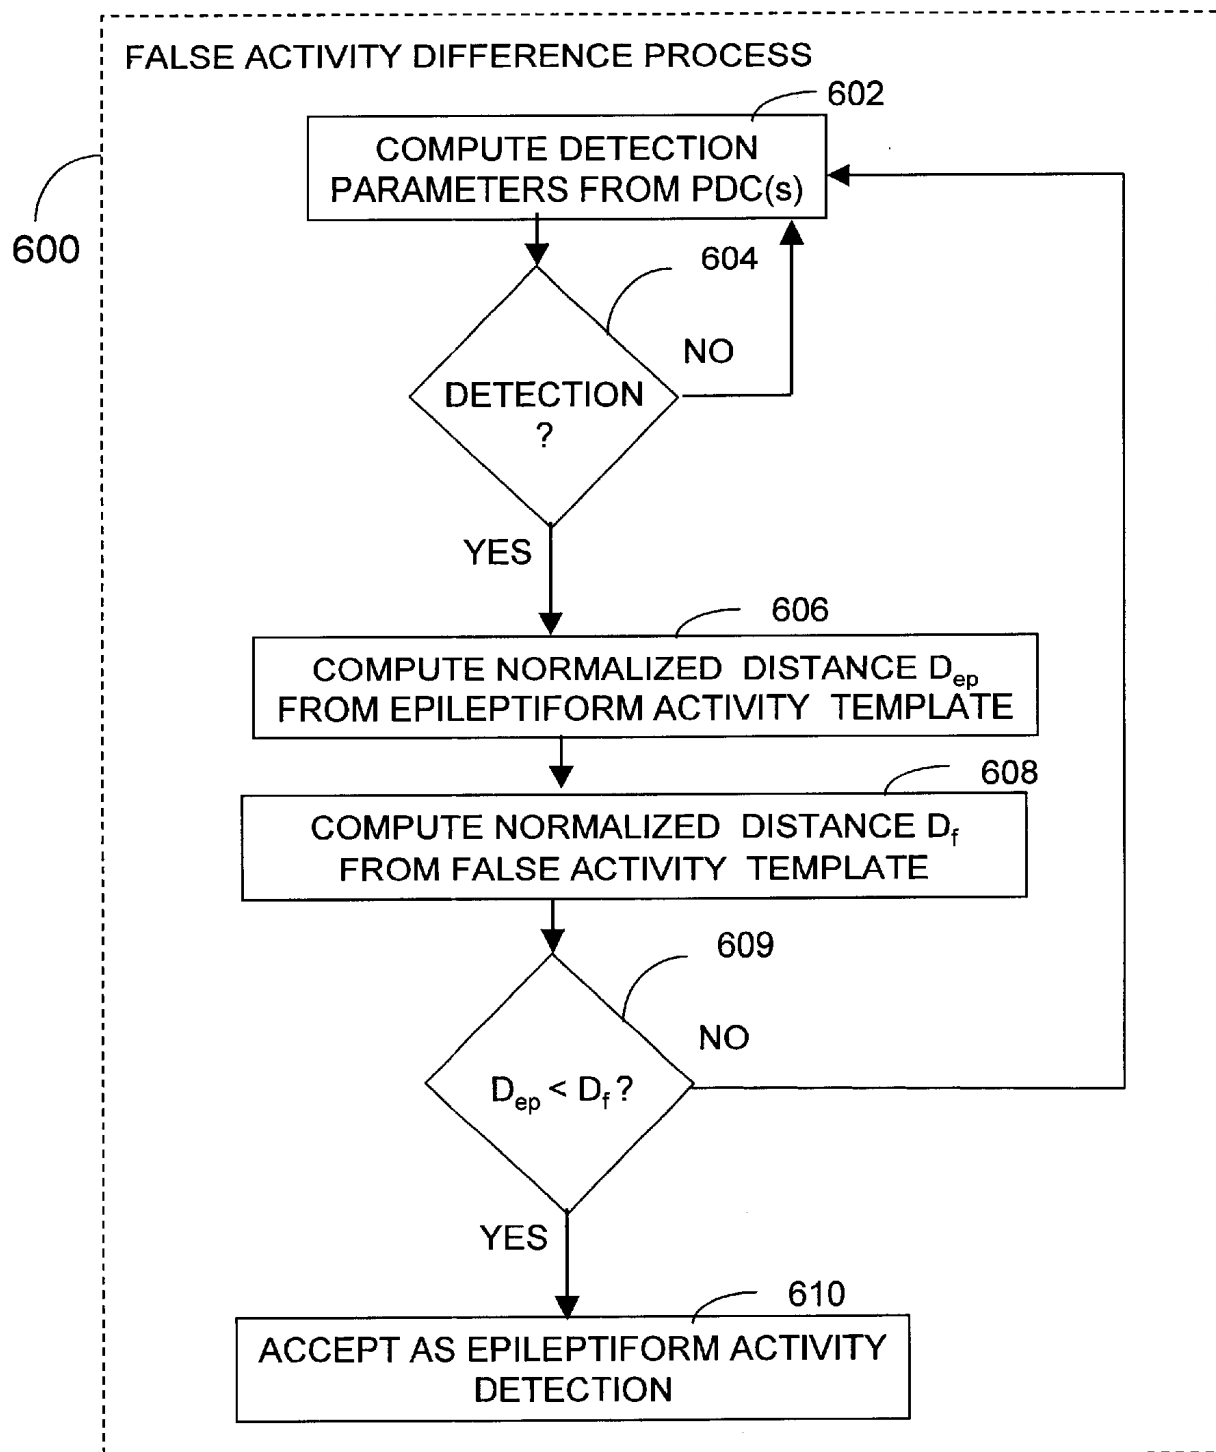 FALSE ACTIVITY DIFFERENCE PROCESS
602
COMPUTE DETECTION
PARAMETERS FROM PDC(s)
600
604
NO
DETECTION
?
YES
606
COMPUTE NORMALIZED DISTANCE Dep
FROM EPILEPTIFORM ACTIVITY TEMPLATE
608
COMPUTE NORMALIZED DISTANCE Df
FROM FALSE ACTIVITY TEMPLATE
609
NO
Dep < Df ?
YES
610
ACCEPT AS EPILEPTIFORM ACTIVITY
DETECTION